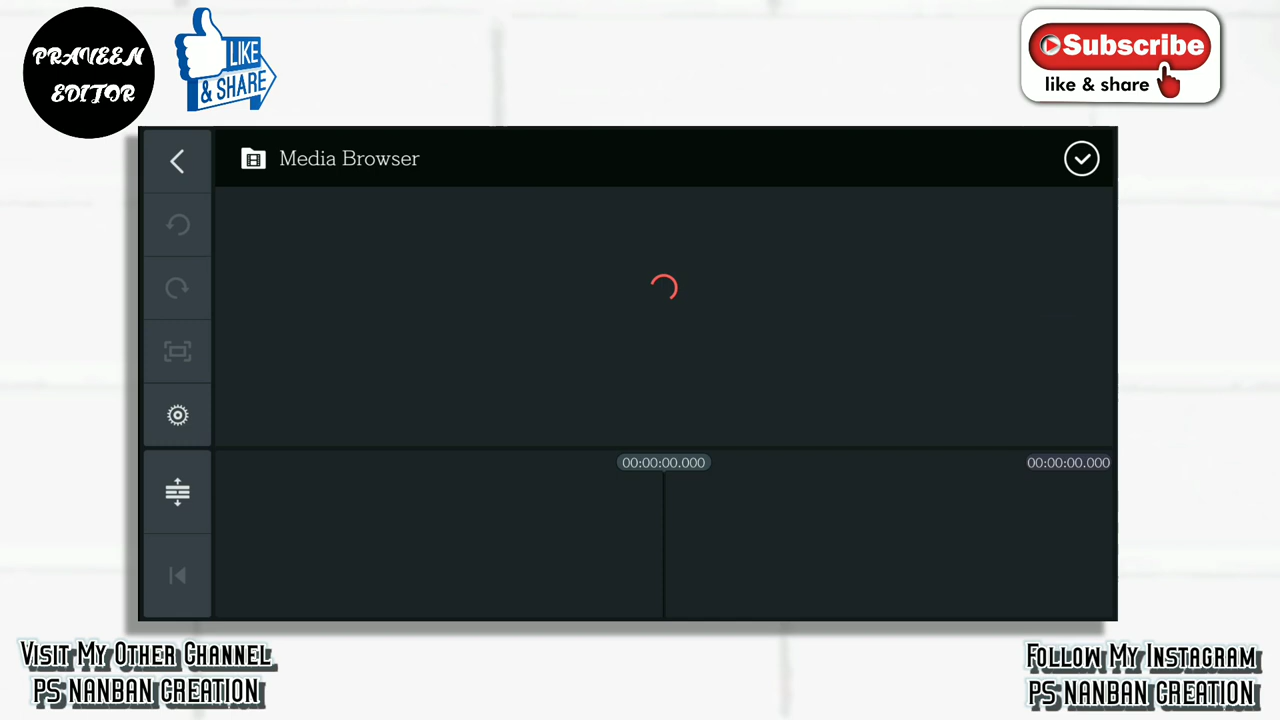 PRAVEEN
EDITOR
LIKE
& SHARE
Subscribe
like & share
Media Browser
00:00:00.000
00:00:00.000
VISIT MY OTHER CHANNEL
PS NANBAN CREATION
FOLLOW MY INSTAGRAM
PS NANBAN CREATION